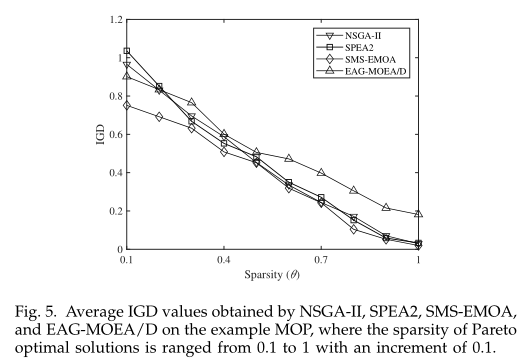 1.2
1
0.8
0.6
0.4
0.2
0
IGD
NSGA-II
SPEA2
SMS-EMOA
EAG-MOEA/D
0.1
0.4
0.7
1
Sparsity (θ)
Fig. 5. Average IGD values obtained by NSGA-II, SPEA2, SMS-EMOA,
and EAG-MOEA/D on the example MOP, where the sparsity of Pareto
optimal solutions is ranged from 0.1 to 1 with an increment of 0.1.